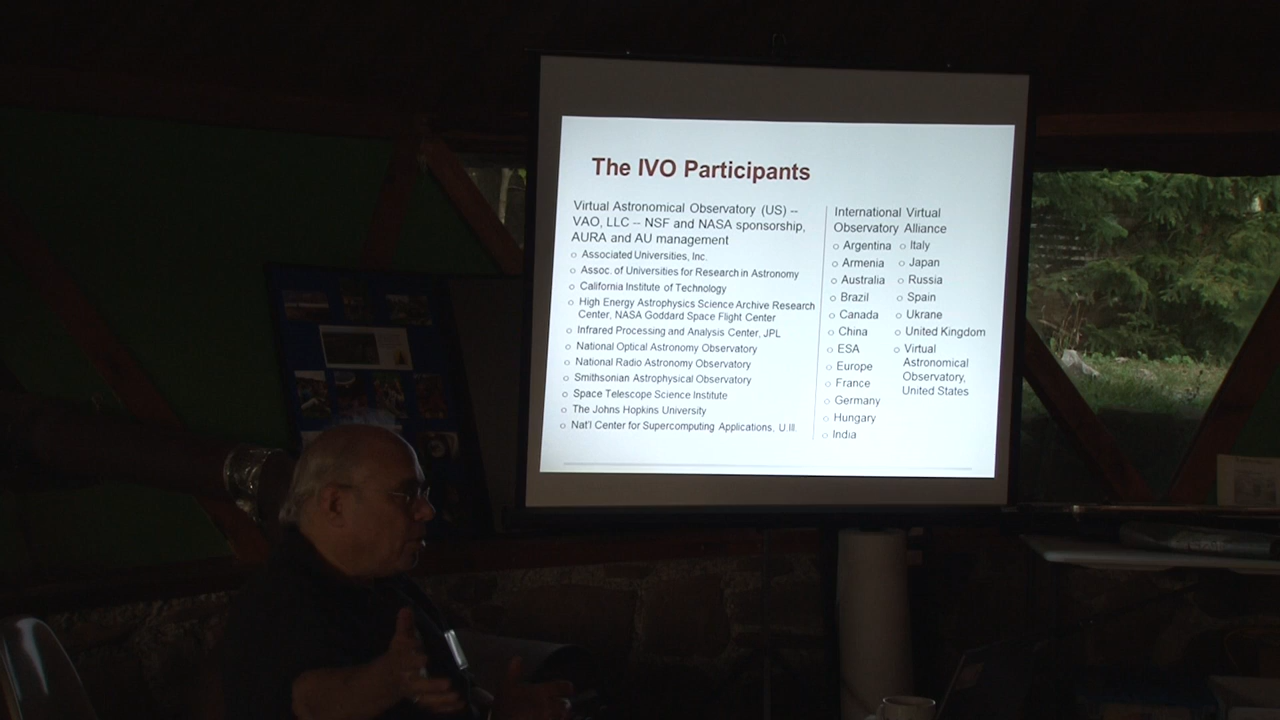 The IVO Participants
Virtual Astronomical Observatory (US) --
VAO, LLC -- NSF and NASA sponsorship,
AURA and AU management
○ Associated Universities, Inc.
○ Assoc. of Universities for Research in Astronomy
○ California Institute of Technology
○ High Energy Astrophysics Science Archive Research
Center, NASA Goddard Space Flight Center
○ Infrared Processing and Analysis Center, JPL
○ National Optical Astronomy Observatory
○ National Radio Astronomy Observatory
○ Smithsonian Astrophysical Observatory
○ Space Telescope Science Institute
○ The Johns Hopkins University
○ Nat'l Center for Supercomputing Applications, U.Ill.
International Virtual
Observatory Alliance
○ Argentina
○ Armenia
○ Australia
○ Brazil
○ Canada
○ China
○ ESA
○ Europe
○ France
○ Germany
○ Hungary
○ India
○ Italy
○ Japan
○ Russia
○ Spain
○ Ukrane
○ United Kingdom
○ Virtual
Astronomical
Observatory,
United States